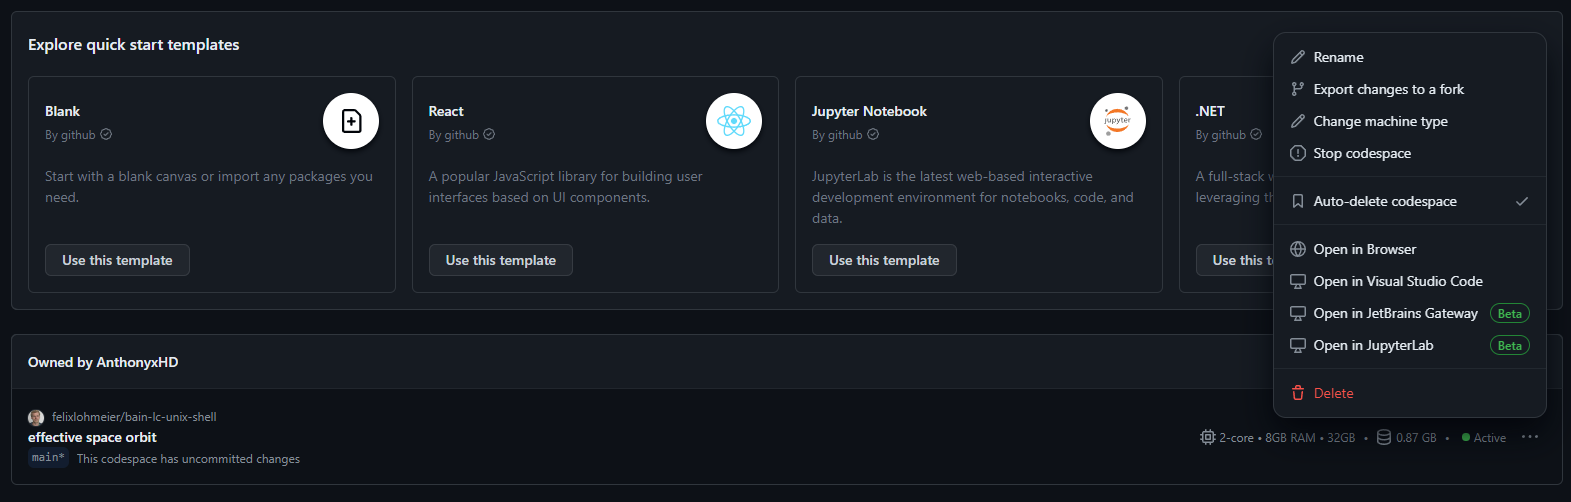 Explore quick start templates
Blank
By github
Start with a blank canvas or import any packages you
need.
Use this template
React
By github
A popular JavaScript library for building user
interfaces based on UI components.
Use this template
Jupyter Notebook
By github
jupyter
JupyterLab is the latest web-based interactive
development environment for notebooks, code, and
data.
Use this template
.NET
By github
A full-stack
leveraging
Use this
Rename
Export changes to a fork
Change machine type
Stop codespace
Auto-delete codespace
Open in Browser
Open in Visual Studio Code
Open in JetBrains Gateway Beta
Open in JupyterLab Beta
Delete
Owned by AnthonyxHD
felixlohmeier/bain-lc-unix-shell
effective space orbit
main* This codespace has uncommitted changes
2-core • 8GB RAM • 32GB • 0.87 GB • Active